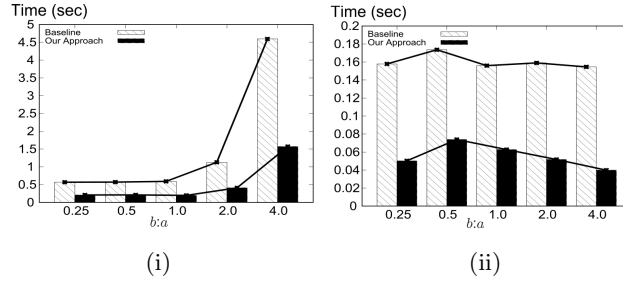 Time (sec)
5
4.5
4
3.5
3
2.5
2
1.5
1
0.5
0
Baseline
Our Approach
0.25 0.5 1.0 2.0 4.0
b:a
(i)
Time (sec)
0.2
0.18
0.16
0.14
0.12
0.1
0.08
0.06
0.04
0.02
0
Baseline
Our Approach
0.25 0.5 1.0 2.0 4.0
b:a
(ii)